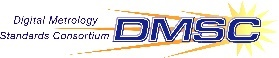 Digital Metrology
Standards Consortium
DMSC